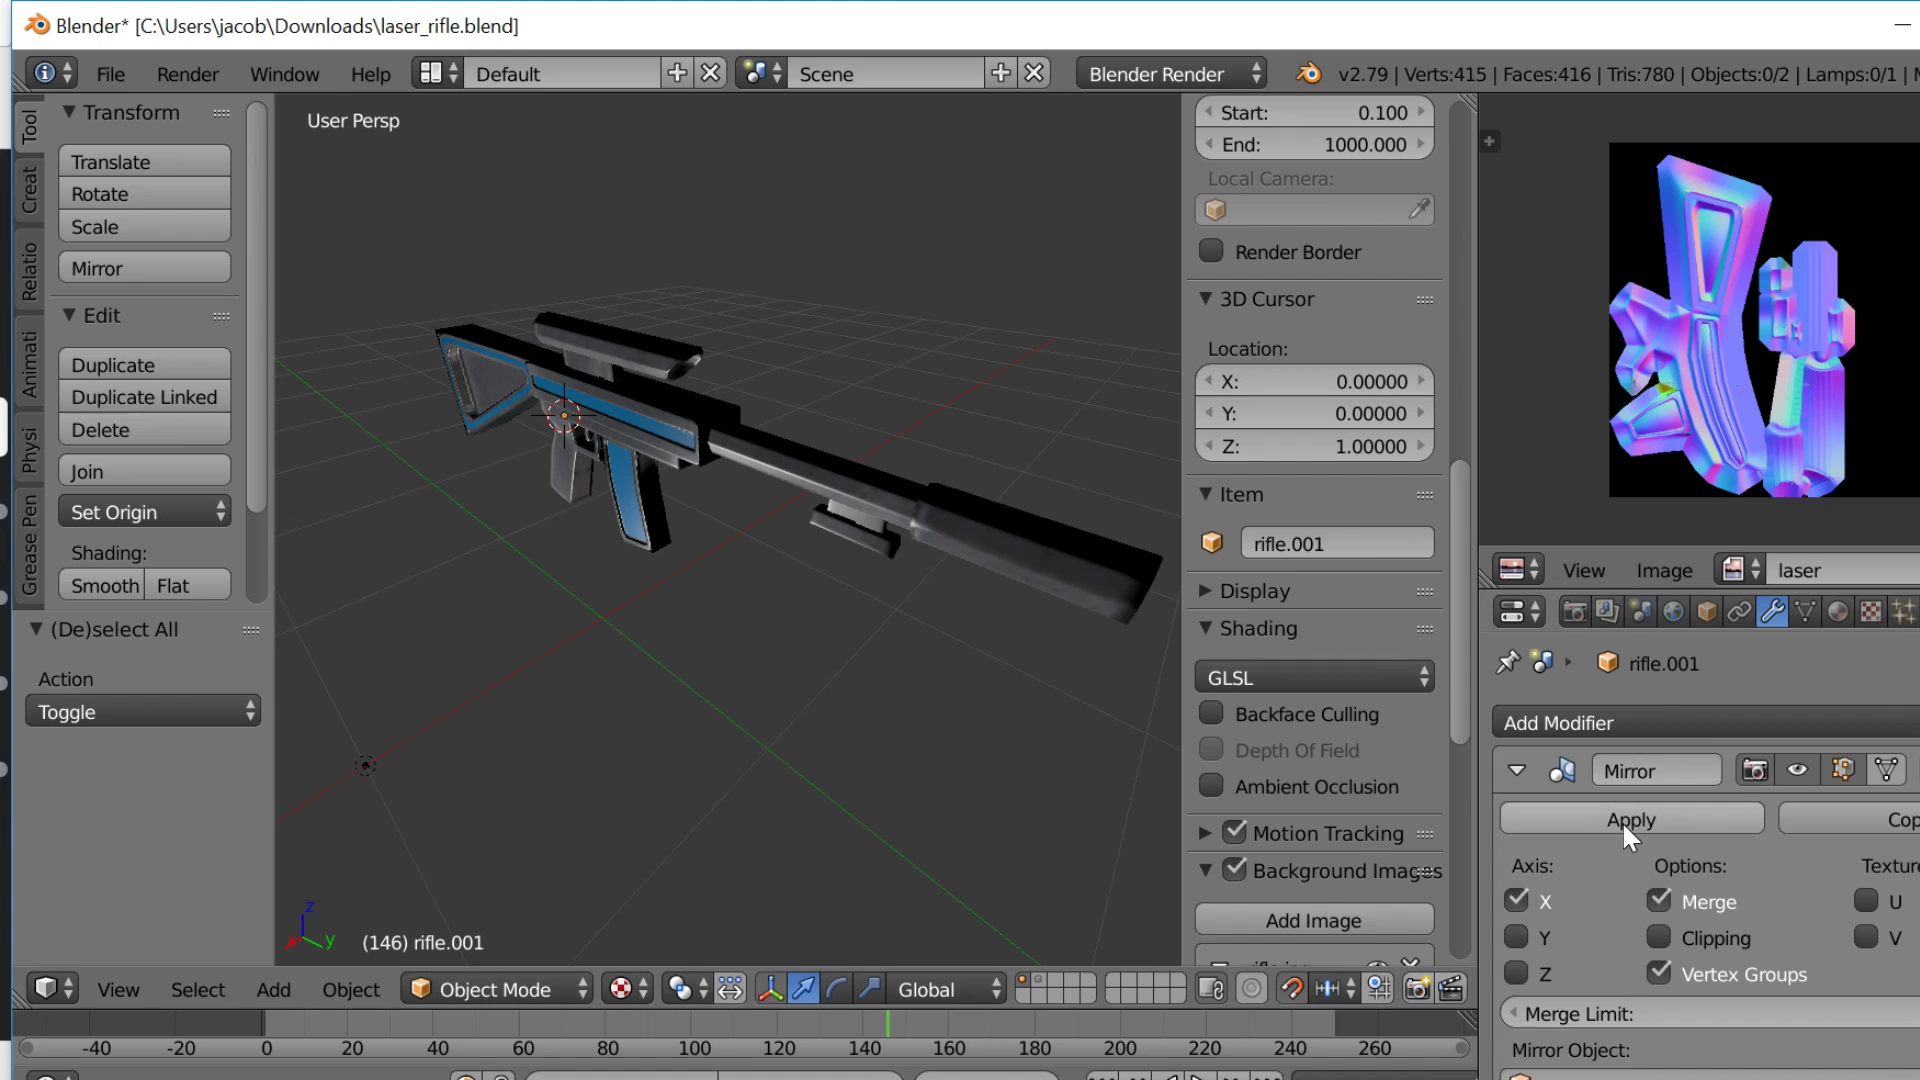 Blender* [C:\Users\jacob\Downloads\laser_rifle.blend]
File Render Window Help Default Scene Blender Render v2.79 | Verts:415 | Faces:416 | Tris:780 | Objects:0/2 | Lamps:0/1 |
Tool
Creat
Relatio
Animati
Physi
Grease Pen
Transform
Translate
Rotate
Scale
Mirror
Edit
Duplicate
Duplicate Linked
Delete
Join
Set Origin
Shading:
Smooth Flat
(De)select All
Action
Toggle
User Persp
z
y
(146) rifle.001
Start: 0.100
End: 1000.000
Local Camera:
Render Border
3D Cursor
Location:
X: 0.00000
Y: 0.00000
Z: 1.00000
Item
rifle.001
Display
Shading
GLSL
Backface Culling
Depth Of Field
Ambient Occlusion
Motion Tracking
Background Images
Add Image
View Image laser
rifle.001
Add Modifier
Mirror
Apply Cop
Axis: Options: Texture
X Merge U
Y Clipping V
Z Vertex Groups
Merge Limit:
Mirror Object:
View Select Add Object Object Mode Global
-40 -20 0 20 40 60 80 100 120 140 160 180 200 220 240 260